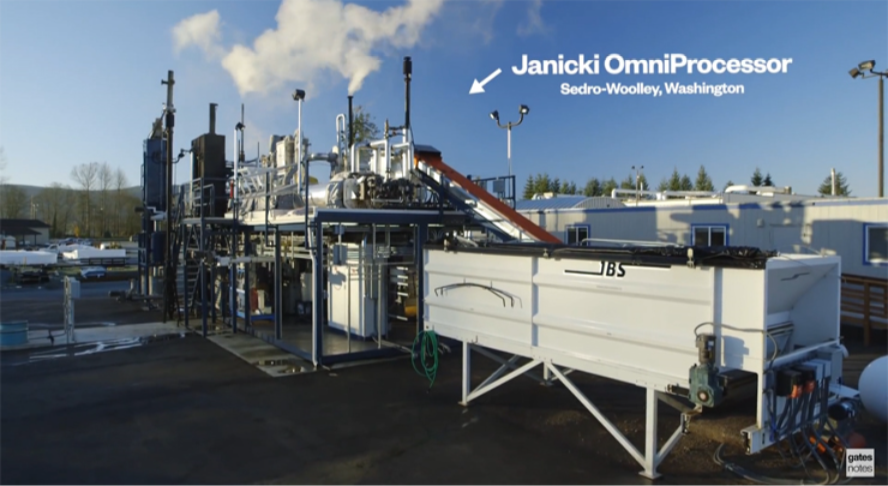 Janicki OmniProcessor
Sedro-Woolley, Washington
JBS
gates
notes